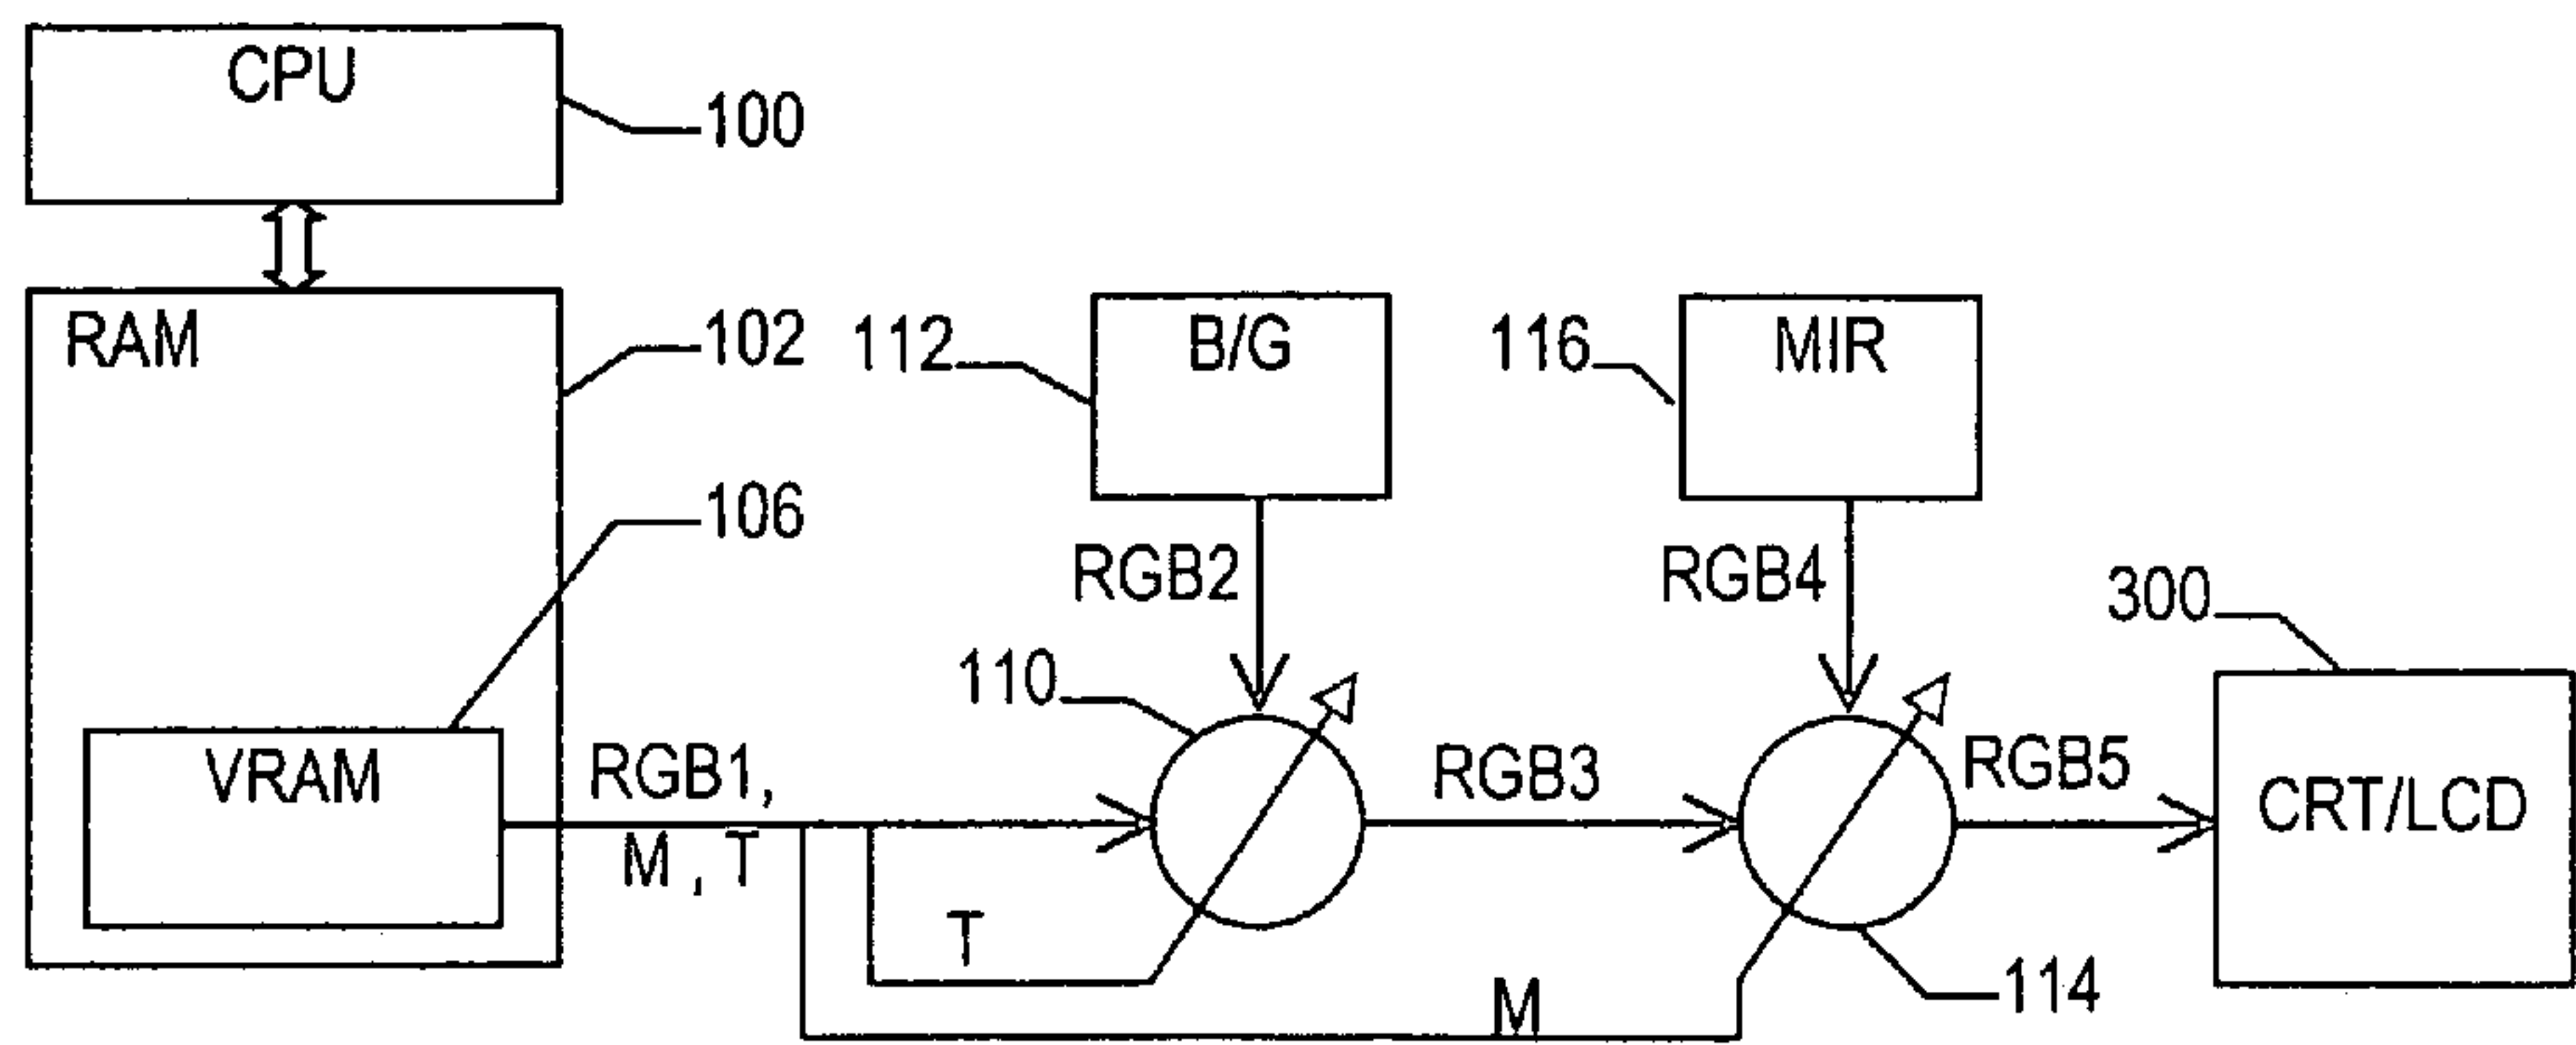 CPU
100
RAM
102
112
B/G
116
MIR
106
RGB2
RGB4
300
110
VRAM
RGB1,
M , T
RGB3
RGB5
CRT/LCD
T
M
114